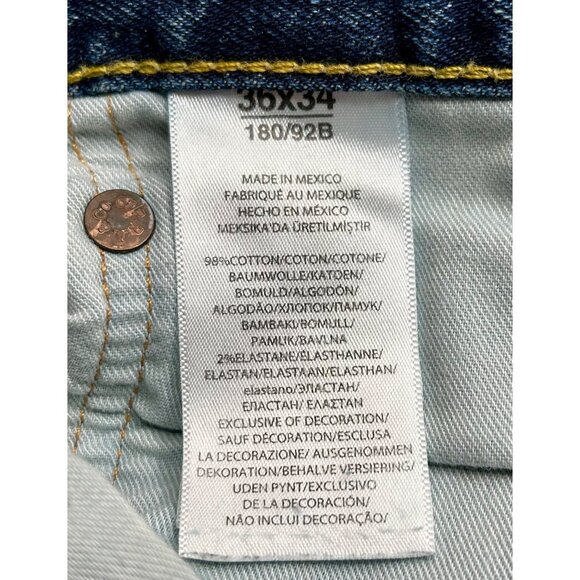 36x34
180/92B
MADE IN MEXICO
FABRIQUÉ AU MEXIQUE
HECHO EN MÉXICO
MEKSIKA'DA ÜRETİLMİŞTİR
98%COTTON/COTON/COTONE/
BAUMWOLLE/KATOEN/
BOMULD/ALGODÓN/
ALGODÃO/ХЛОПОК/ПАМУК/
BAMBAKI/BOMULL/
PAMUK/BAVLNA
2%ELASTANE/ÉLASTHANNE/
ELASTAN/ELASTAAN/ELASTHAN/
elastano/ЭЛАСТАН/
ЕЛАСТАН/ ΕΛΑΣΤΑΝ
EXCLUSIVE OF DECORATION/
SAUF DÉCORATION/ESCLUSA
LA DECORAZIONE/ AUSGENOMMEN
DEKORATION/BEHALVE VERSIERING/
UDEN PYNT/EXCLUSIVO
DE LA DECORACIÓN/
NÃO INCLUI DECORAÇÃO/